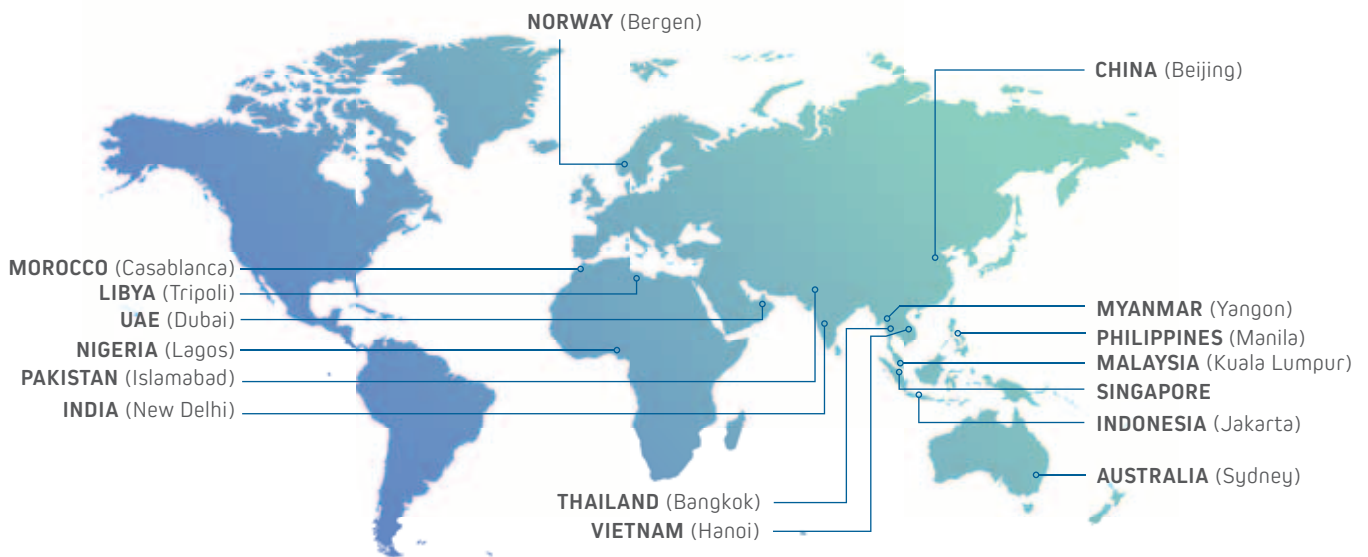 NORWAY (Bergen)
CHINA (Beijing)
MOROCCO (Casablanca)
LIBYA (Tripoli)
UAE (Dubai)
NIGERIA (Lagos)
PAKISTAN (Islamabad)
INDIA (New Delhi)
MYANMAR (Yangon)
PHILIPPINES (Manila)
MALAYSIA (Kuala Lumpur)
SINGAPORE
INDONESIA (Jakarta)
AUSTRALIA (Sydney)
THAILAND (Bangkok)
VIETNAM (Hanoi)